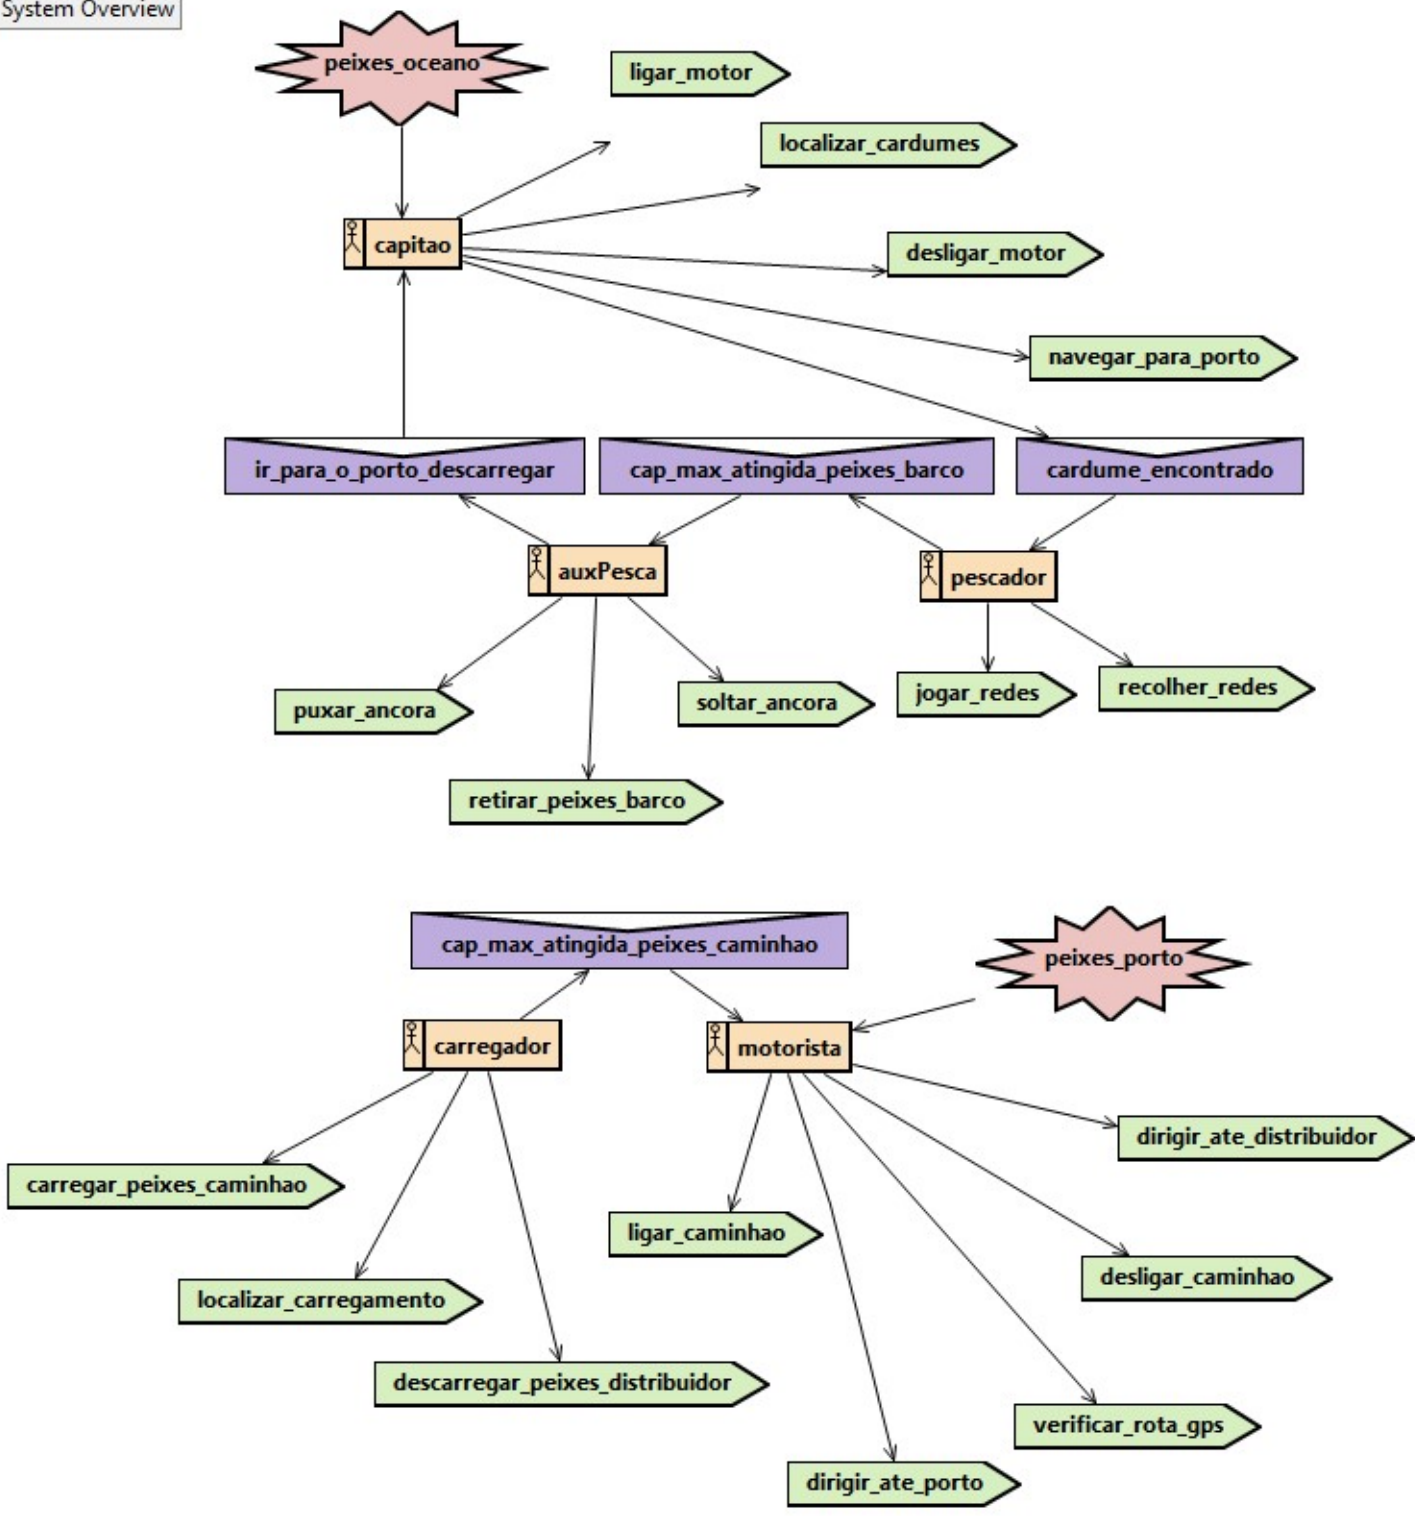 System Overview
peixes_oceano
ligar_motor
localizar_cardumes
capitao
desligar_motor
navegar_para_porto
ir_para_o_porto_descarregar
cap_max_atingida_peixes_barco
cardume_encontrado
auxPesca
pescador
puxar_ancora
soltar_ancora
jogar_redes
recolher_redes
retirar_peixes_barco
cap_max_atingida_peixes_caminhao
peixes_porto
carregador
motorista
dirigir_ate_distribuidor
carregar_peixes_caminhao
ligar_caminhao
desligar_caminhao
localizar_carregamento
descarregar_peixes_distribuidor
verificar_rota_gps
dirigir_ate_porto